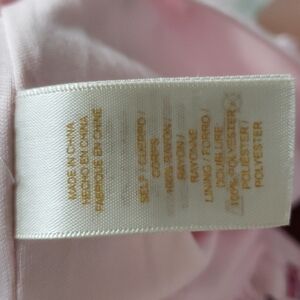 MADE IN CHINA
HECHO EN CHINA
FABRIQUÉ EN CHINE
SELF / CUERPO /
CORPS
100% RAYON /
RAYON /
RAYONNE
LINING / FORRO /
DOUBLURE
100% POLYESTER /
POLIÉSTER /
POLYESTER